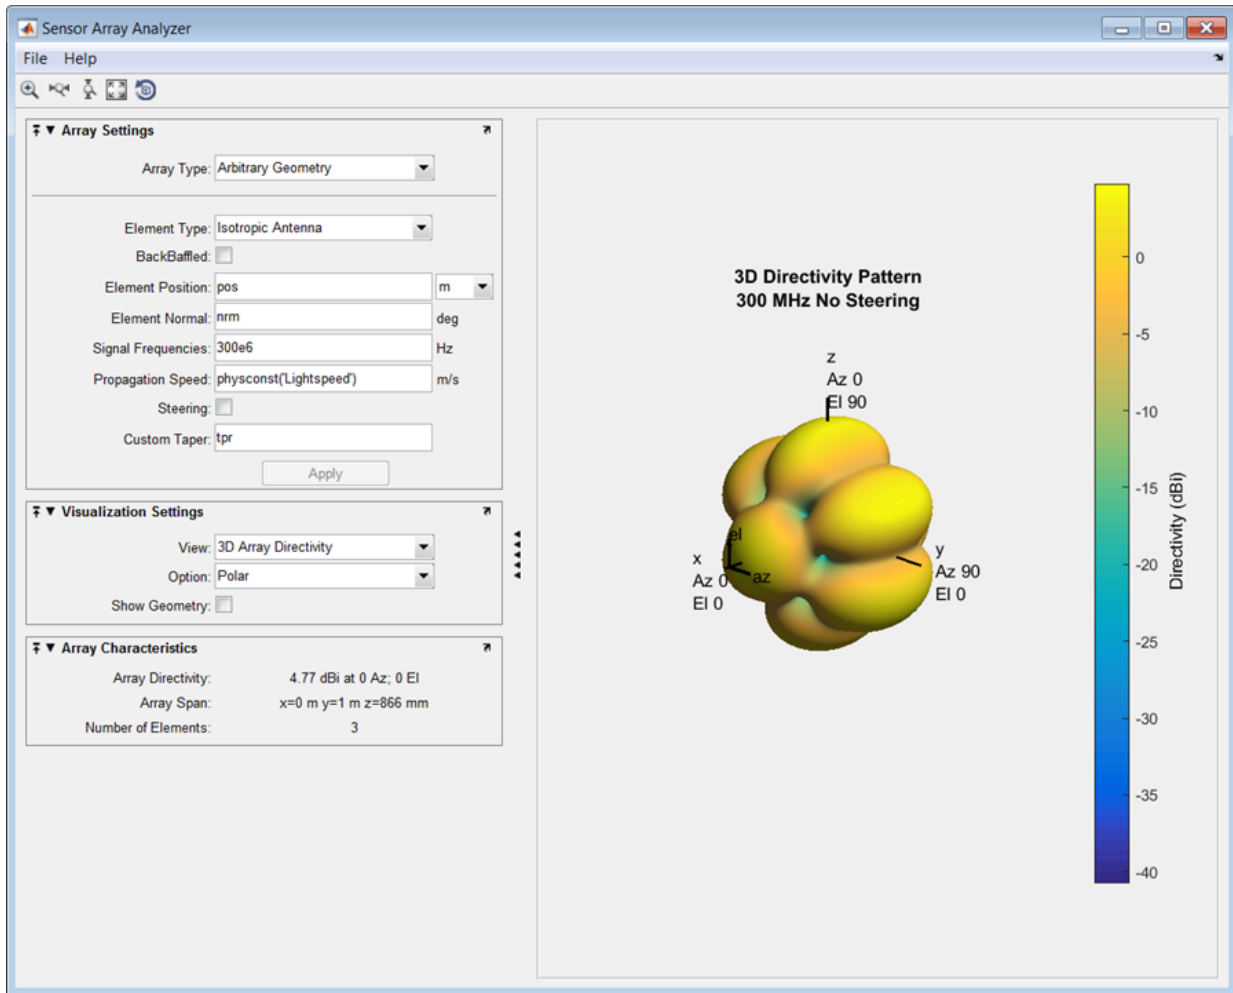 Sensor Array Analyzer
File Help
Array Settings
Array Type: Arbitrary Geometry
Element Type: Isotropic Antenna
BackBaffled:
Element Position: pos m
Element Normal: nrm deg
Signal Frequencies: 300e6 Hz
Propagation Speed: physconst('Lightspeed') m/s
Steering:
Custom Taper: tpr
Apply
Visualization Settings
View: 3D Array Directivity
Option: Polar
Show Geometry:
Array Characteristics
Array Directivity: 4.77 dBi at 0 Az; 0 El
Array Span: x=0 m y=1 m z=866 mm
Number of Elements: 3
3D Directivity Pattern
300 MHz No Steering
z
Az 0
El 90
el
az
x
Az 0
El 0
y
Az 90
El 0
0
-5
-10
-15
-20
-25
-30
-35
-40
Directivity (dBi)